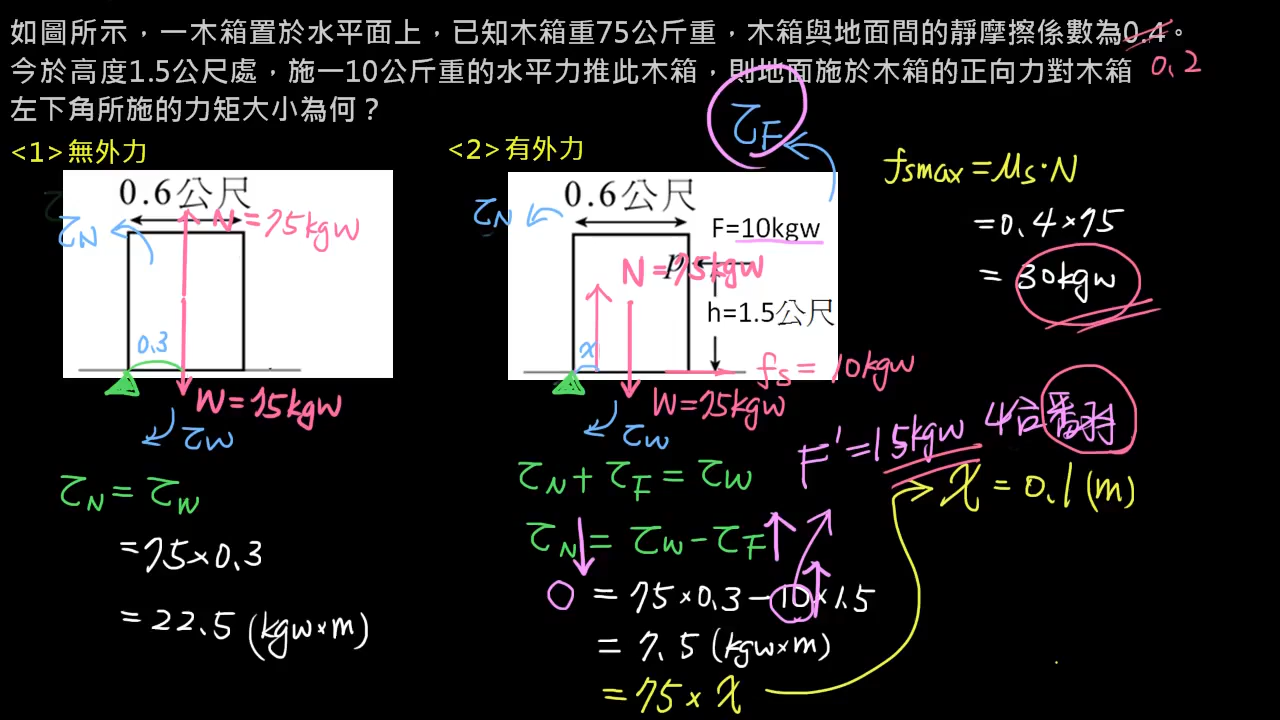 如圖所示，一木箱置於水平面上，已知木箱重75公斤重，木箱與地面間的靜摩擦係數為0.4。
0.2
今於高度1.5公尺處，施一10公斤重的水平力推此木箱，則地面施於木箱的正向力對木箱
左下角所施的力矩大小為何？
<1>無外力
0.6公尺
τN
N=75kgw
0.3
W=75kgw
τW
τN=τW
=75×0.3
=22.5 (kgw×m)
<2>有外力
τF
0.6公尺
τN
F=10kgw
p
N=75kgw
h=1.5公尺
x
fs=10kgw
W=75kgw
τW
τN+τF=τW
τN=τW-τF
0 =75×0.3-10×1.5
=7.5 (kgw×m)
=75×x
fsmax=μs·N
=0.4×75
=30kgw
F'=15kgw
x=0.1(m)